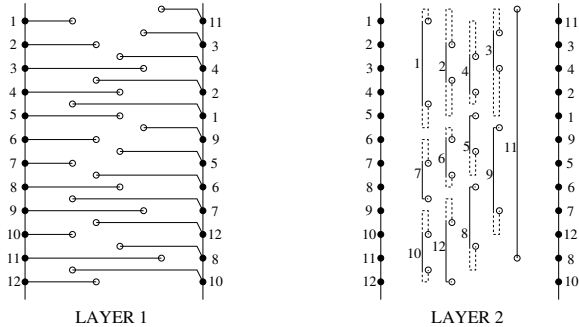 1 11 1 11
2 3 2 3
3 4 3 4
4 2 4 2
5 1 5 1
6 9 6 9
7 5 7 5
8 6 8 6
9 7 9 7
10 12 10 12
11 8 11 8
12 10 12 10
1 2 4 3
7 6 5 9 11
10 12 8
LAYER 1 LAYER 2